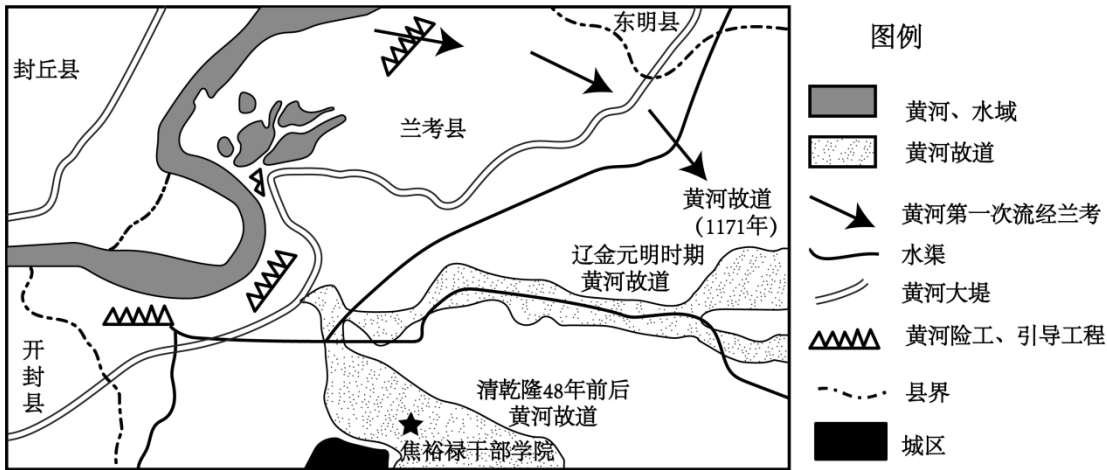 封丘县
东明县
兰考县
黄河故道
(1171年)
辽金元明时期
黄河故道
开封县
清乾隆48年前后
黄河故道
焦裕禄干部学院
图例
黄河、水域
黄河故道
黄河第一次流经兰考
水渠
黄河大堤
黄河险工、引导工程
县界
城区